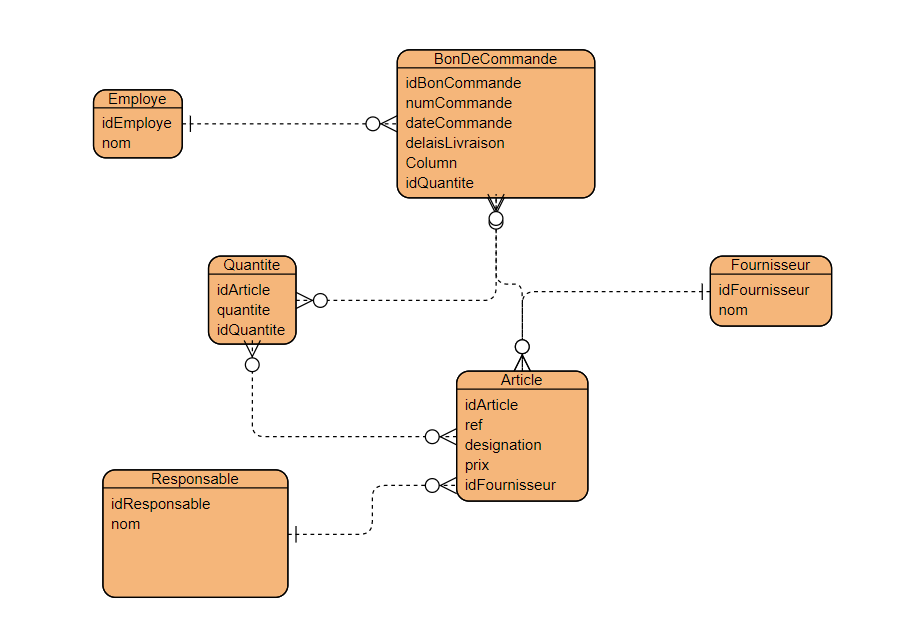 BonDeCommande
idBonCommande
numCommande
dateCommande
delaisLivraison
Column
idQuantite
Employe
idEmploye
nom
Quantite
idArticle
quantite
idQuantite
Fournisseur
idFournisseur
nom
Article
idArticle
ref
designation
prix
idFournisseur
Responsable
idResponsable
nom